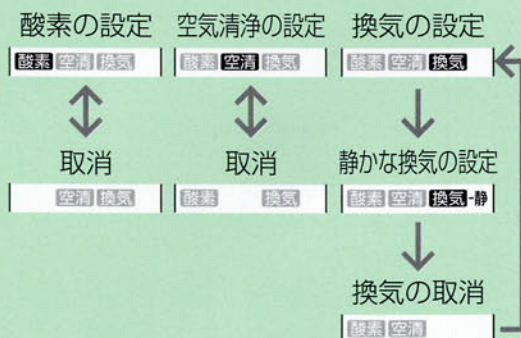 酸素の設定 空気清浄の設定 換気の設定
酸素 空清 換気 酸素 空清 換気 酸素 空清 換気
取消 取消 静かな換気の設定
空清 換気 酸素 換気 酸素 空清 換気-静
換気の取消
酸素 空清